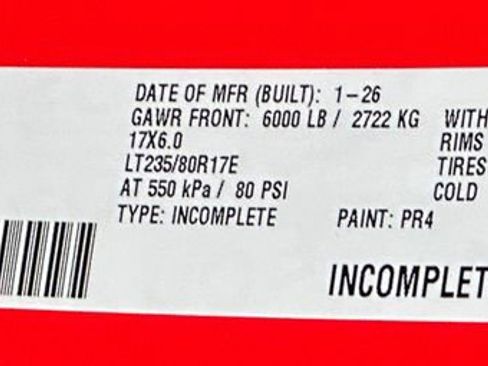 DATE OF MFR (BUILT): 1-26
GAWR FRONT: 6000 LB / 2722 KG WITH
17X6.0 RIMS
LT235/80R17E TIRES
AT 550 kPa / 80 PSI COLD
TYPE: INCOMPLETE PAINT: PR4
INCOMPLET